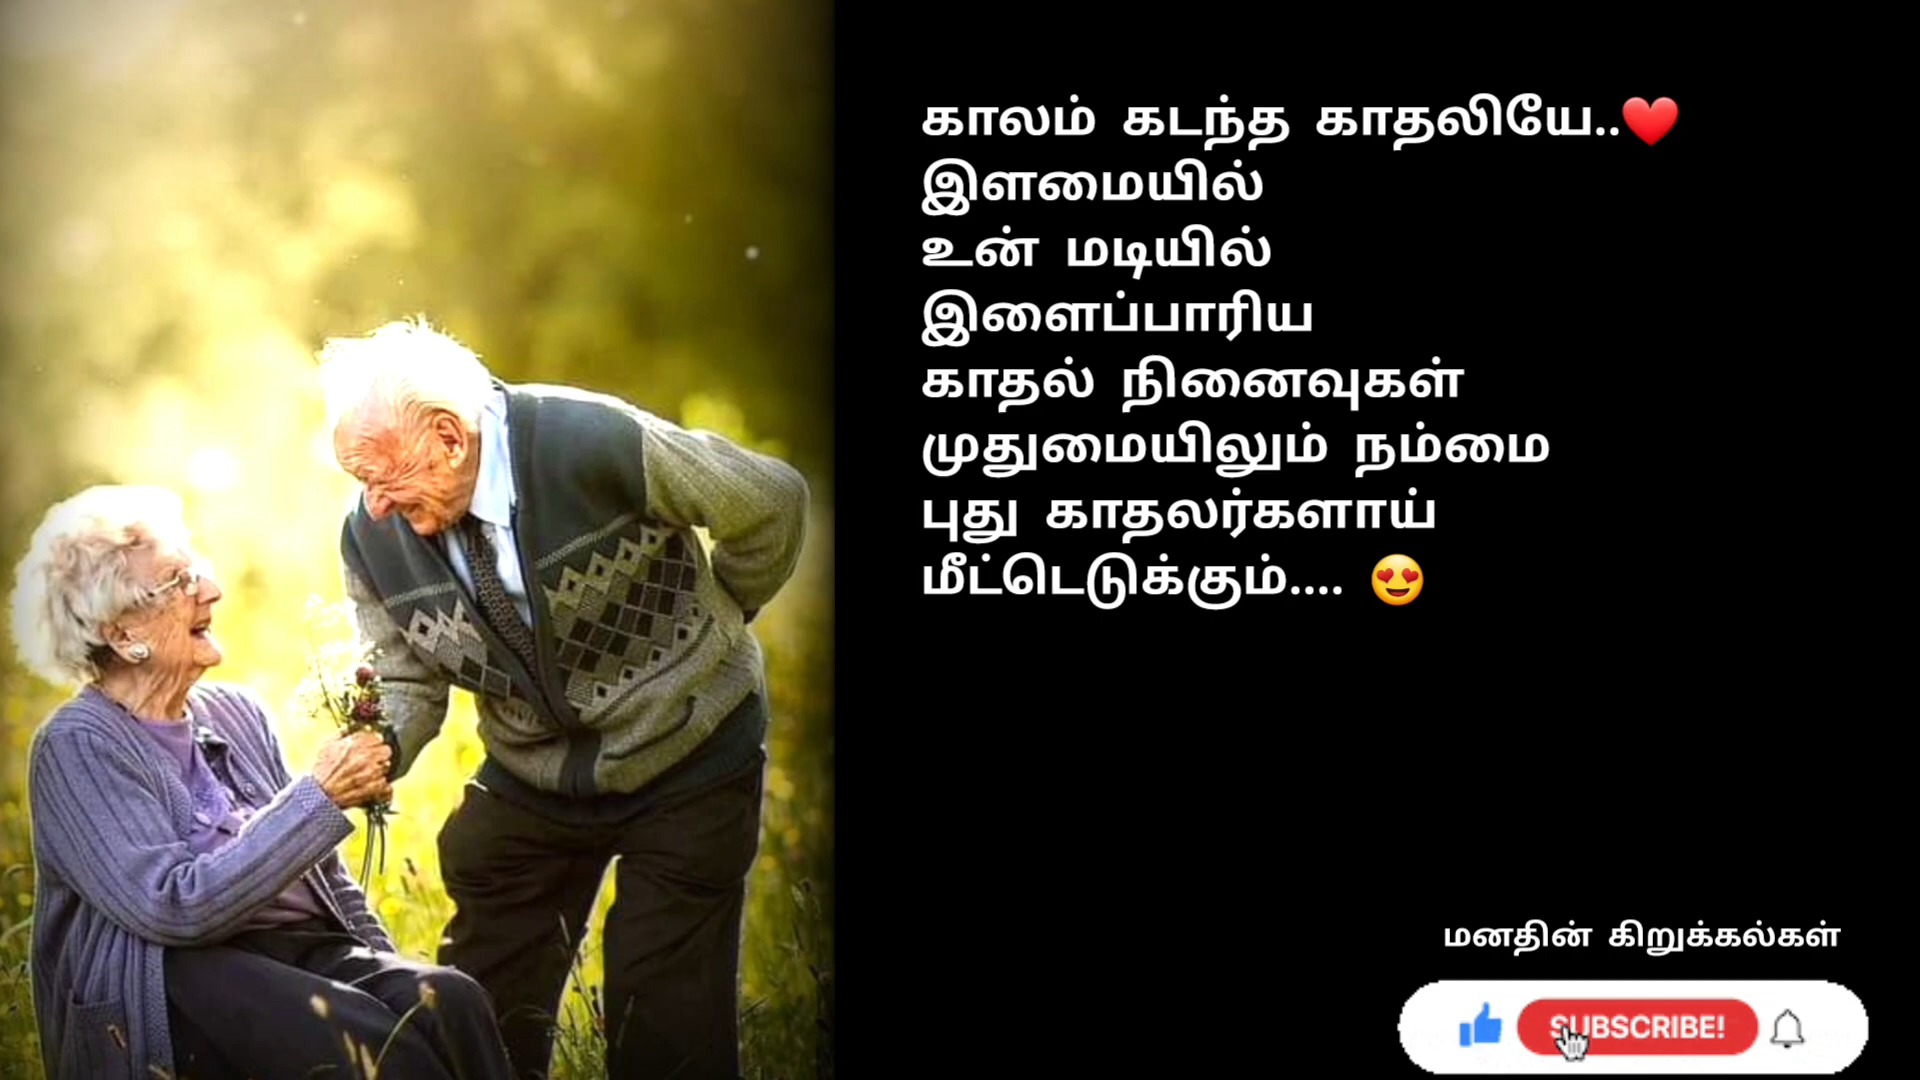 காலம் கடந்த காதலியே..❤️
இளமையில்
உன் மடியில்
இளைப்பாரிய
காதல் நினைவுகள்
முதுமையிலும் நம்மை
புது காதலர்களாய்
மீட்டெடுக்கும்.... 😍
மனதின் கிறுக்கல்கள்
SUBSCRIBE!